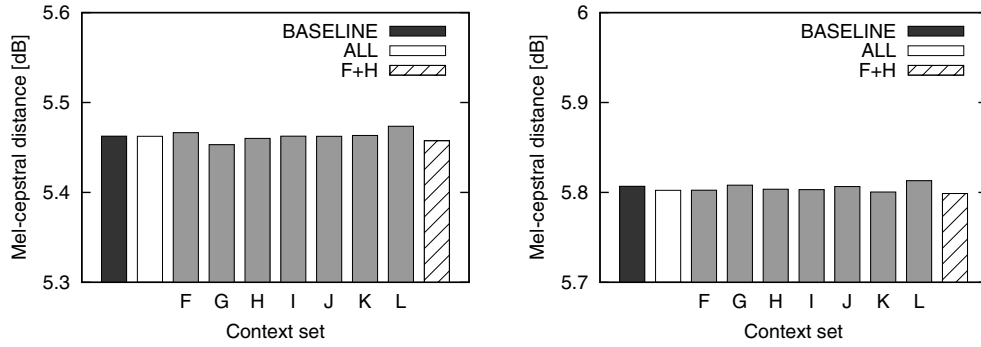 Mel-cepstral distance [dB]
5.6
5.5
5.4
5.3
BASELINE
ALL
F+H
F G H I J K L
Context set
Mel-cepstral distance [dB]
6
5.9
5.8
5.7
BASELINE
ALL
F+H
F G H I J K L
Context set